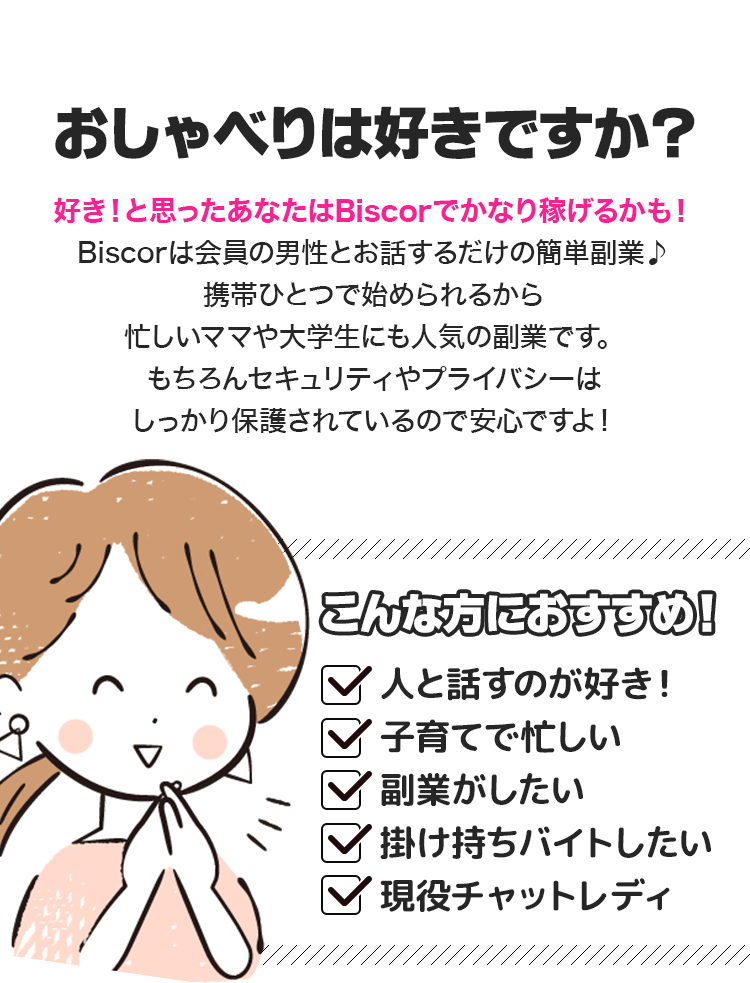 おしゃべりは好きですか？
好き！と思ったあなたはBiscorでかなり稼げるかも！
Biscorは会員の男性とお話するだけの簡単副業♪
携帯ひとつで始められるから
忙しいママや大学生にも人気の副業です。
もちろんセキュリティやプライバシーは
しっかり保護されているので安心ですよ！
こんな方におすすめ！
人と話すのが好き！
子育てで忙しい
副業がしたい
掛け持ちバイトしたい
現役チャットレディ